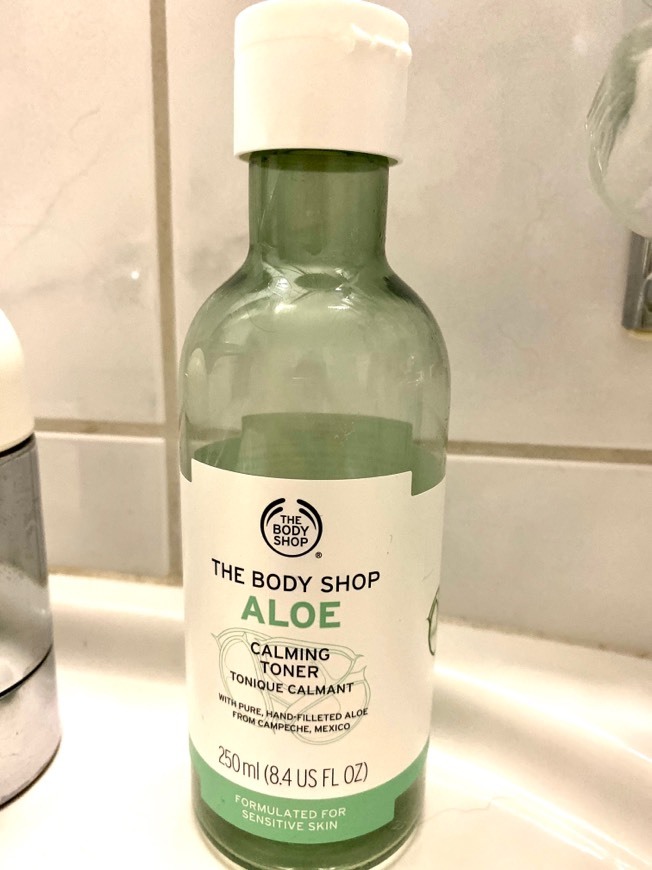 THE
BODY
SHOP
®
THE BODY SHOP
ALOE
CALMING
TONER
TONIQUE CALMANT
WITH PURE, HAND-FILLETED ALOE
FROM CAMPECHE, MEXICO
250 ml (8.4 US FL OZ)
FORMULATED FOR
SENSITIVE SKIN